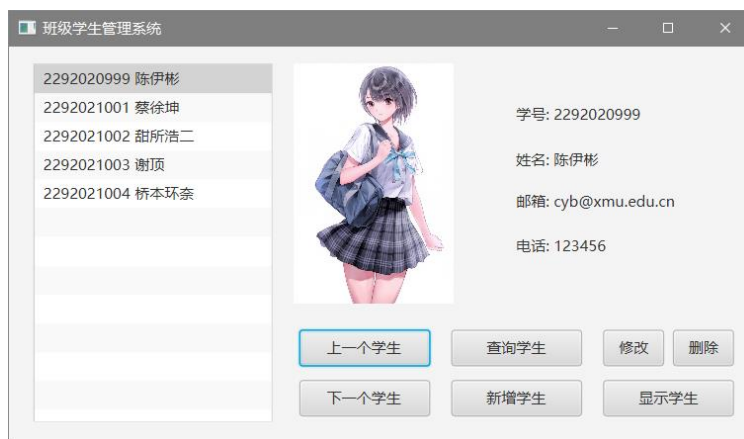 班级学生管理系统
2292020999 陈伊彬
2292021001 蔡徐坤
2292021002 甜所浩二
2292021003 谢顶
2292021004 桥本环奈
学号: 2292020999
姓名: 陈伊彬
邮箱: cyb@xmu.edu.cn
电话: 123456
上一个学生 查询学生 修改 删除
下一个学生 新增学生 显示学生